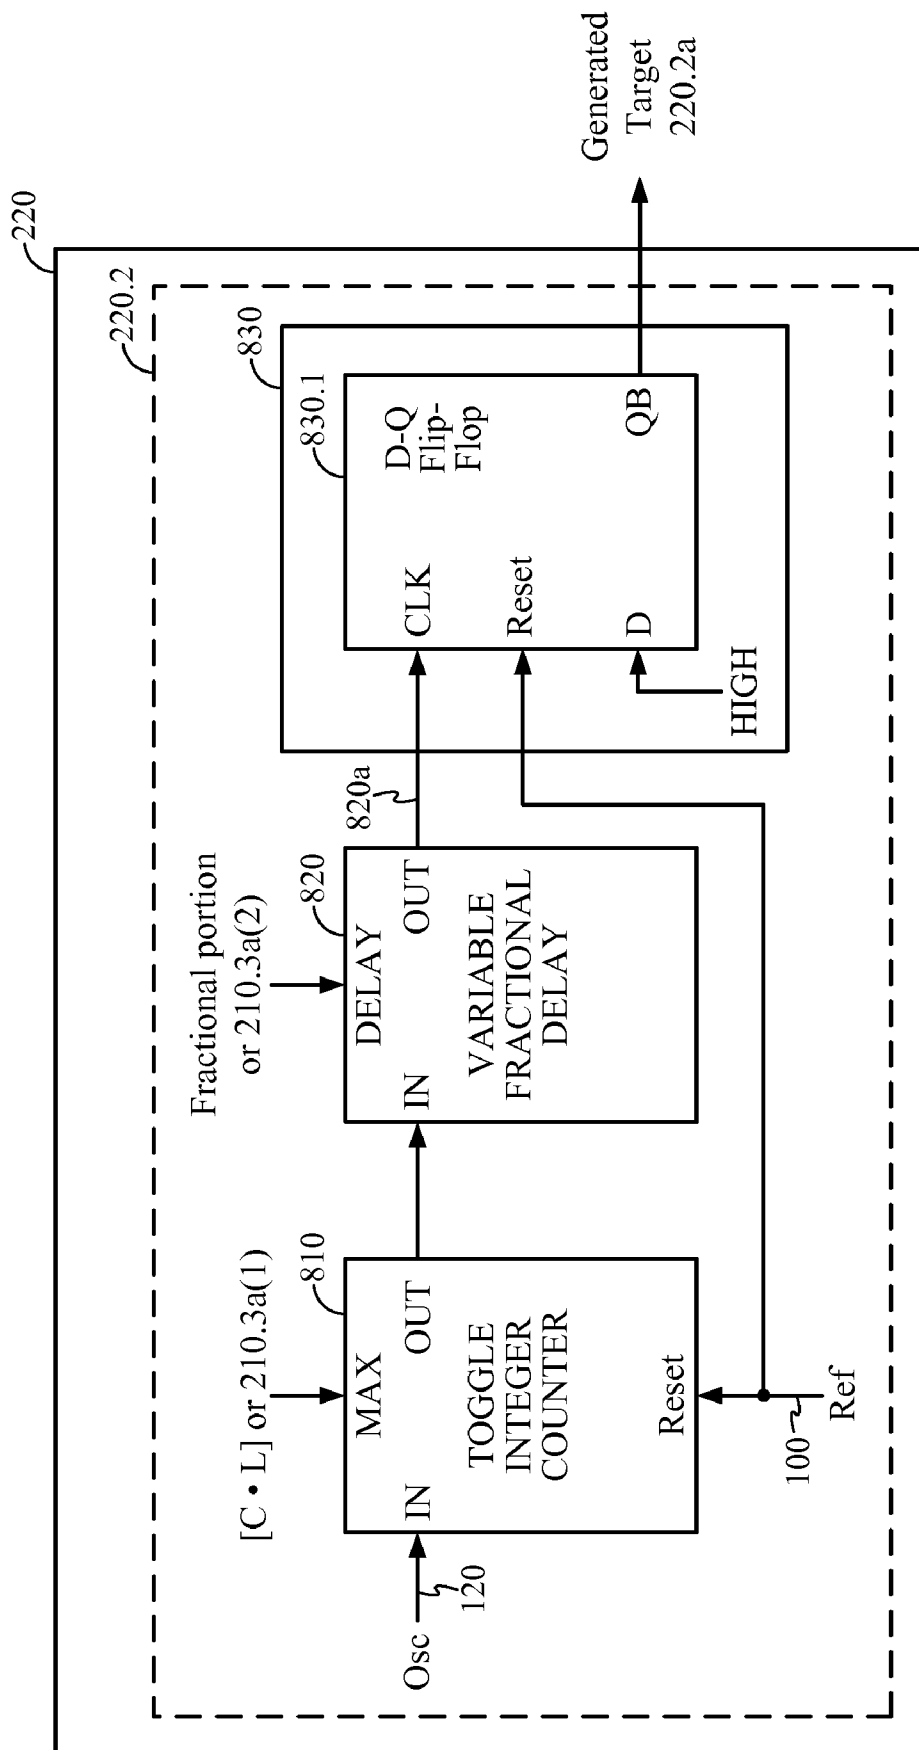 220
220.2
[C • L] or 210.3a(1)
810
MAX
IN
OUT
TOGGLE
INTEGER
COUNTER
Reset
Osc
120
100
Ref
Fractional portion
or 210.3a(2)
820
DELAY
IN
OUT
VARIABLE
FRACTIONAL
DELAY
820a
830
830.1
D-Q
Flip-
Flop
CLK
Reset
D
QB
HIGH
Generated
Target
220.2a